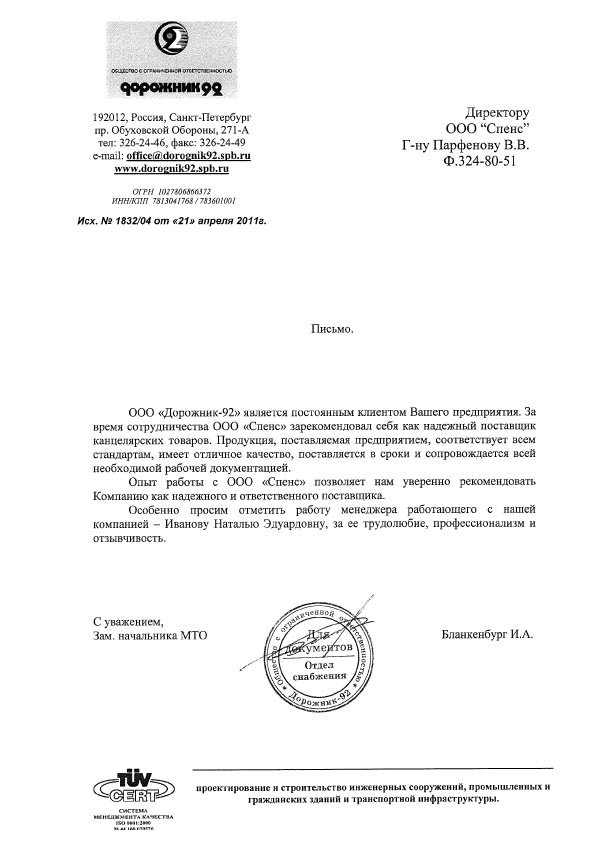 ОБЩЕСТВО С ОГРАНИЧЕННОЙ ОТВЕТСТВЕННОСТЬЮ
дорожник 92
192012, Россия, Санкт-Петербург
пр. Обуховской Обороны, 271-А
тел: 326-24-46, факс: 326-24-49
e-mail: office@dorognik92.spb.ru
www.dorognik92.spb.ru
ОГРН 1027806866372
ИНН/КПП 7813041768 / 783601001
Исх. № 1832/04 от «21» апреля 2011г.
Директору
ООО “Спенс”
Г-ну Парфенову В.В.
Ф.324-80-51
Письмо.
ООО «Дорожник-92» является постоянным клиентом Вашего предприятия. За
время сотрудничества ООО «Спенс» зарекомендовал себя как надежный поставщик
канцелярских товаров. Продукция, поставляемая предприятием, соответствует всем
стандартам, имеет отличное качество, поставляется в сроки и сопровождается всей
необходимой рабочей документацией.
Опыт работы с ООО «Спенс» позволяет нам уверенно рекомендовать
Компанию как надежного и ответственного поставщика.
Особенно просим отметить работу менеджера работающего с нашей
компанией – Иванову Наталью Эдуардовну, за ее трудолюбие, профессионализм и
отзывчивость.
С уважением,
Зам. начальника МТО
Бланкенбург И.А.
Общество с ограниченной ответственностью
Для
документов
Отдел
снабжения
* Дорожник-92 *
TÜV
CERT
СИСТЕМА
МЕНЕДЖМЕНТА КАЧЕСТВА
ISO 9001:2000
проектирование и строительство инженерных сооружений, промышленных и
гражданских зданий и транспортной инфраструктуры.